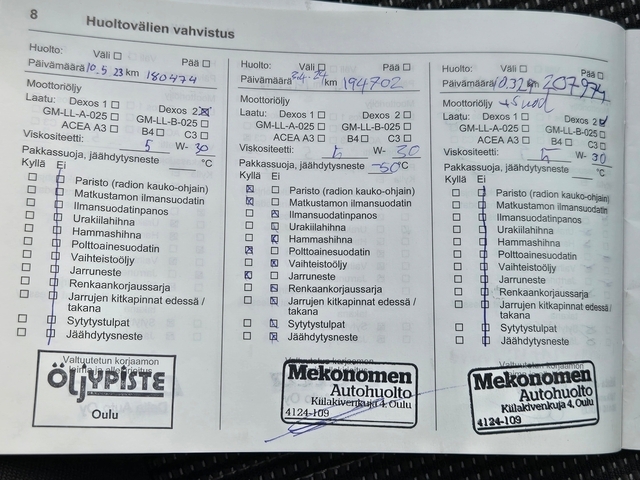 8 Huoltovälien vahvistus
Huolto: Väli ☐ Pää ☐
Päivämäärä 10.5.23 km 180474
Moottoriöljy
Laatu: Dexos 1 ☐ Dexos 2 ☒
GM-LL-A-025 ☐ GM-LL-B-025 ☐
ACEA A3 ☐ B4 ☐ C3 ☐
Viskositeetti: 5 W- 30
Pakkassuoja, jäähdytysneste °C
Kyllä Ei
Paristo (radion kauko-ohjain)
Matkustamon ilmansuodatin
Ilmansuodatinpanos
Urakiilahihna
Hammashihna
Polttoainesuodatin
Vaihteistoöljy
Jarruneste
Renkaankorjaussarja
Jarrujen kitkapinnat edessä /
takana
Sytytystulpat
Jäähdytysneste
Valtuutetun korjaamon
ÖLJYPISTE
Oulu
Huolto: Väli ☐ Pää ☐
Päivämäärä km 194702
Moottoriöljy
Laatu: Dexos 1 ☐ Dexos 2 ☐
GM-LL-A-025 ☐ GM-LL-B-025 ☐
ACEA A3 ☐ B4 ☐ C3 ☐
Viskositeetti: 5 W- 30
Pakkassuoja, jäähdytysneste -50 °C
Kyllä Ei
Paristo (radion kauko-ohjain)
Matkustamon ilmansuodatin
Ilmansuodatinpanos
Urakiilahihna
Hammashihna
Polttoainesuodatin
Vaihteistoöljy
Jarruneste
Renkaankorjaussarja
Jarrujen kitkapinnat edessä /
takana
Sytytystulpat
Jäähdytysneste
Valtuutetun korjaamon
Mekonomen
Autohuolto
Kiilakivenkuja 4, Oulu
4124-109
Huolto: Väli ☐ Pää ☐
Päivämäärä km 207974
Moottoriöljy
Laatu: Dexos 1 ☐ Dexos 2 ☒
GM-LL-A-025 ☐ GM-LL-B-025 ☐
ACEA A3 ☐ B4 ☐ C3 ☐
Viskositeetti: 5 W- 30
Pakkassuoja, jäähdytysneste °C
Kyllä Ei
Paristo (radion kauko-ohjain)
Matkustamon ilmansuodatin
Ilmansuodatinpanos
Urakiilahihna
Hammashihna
Polttoainesuodatin
Vaihteistoöljy
Jarruneste
Renkaankorjaussarja
Jarrujen kitkapinnat edessä /
takana
Sytytystulpat
Jäähdytysneste
Valtuutetun korjaamon
Mekonomen
Autohuolto
Kiilakivenkuja 4, Oulu
4124-109